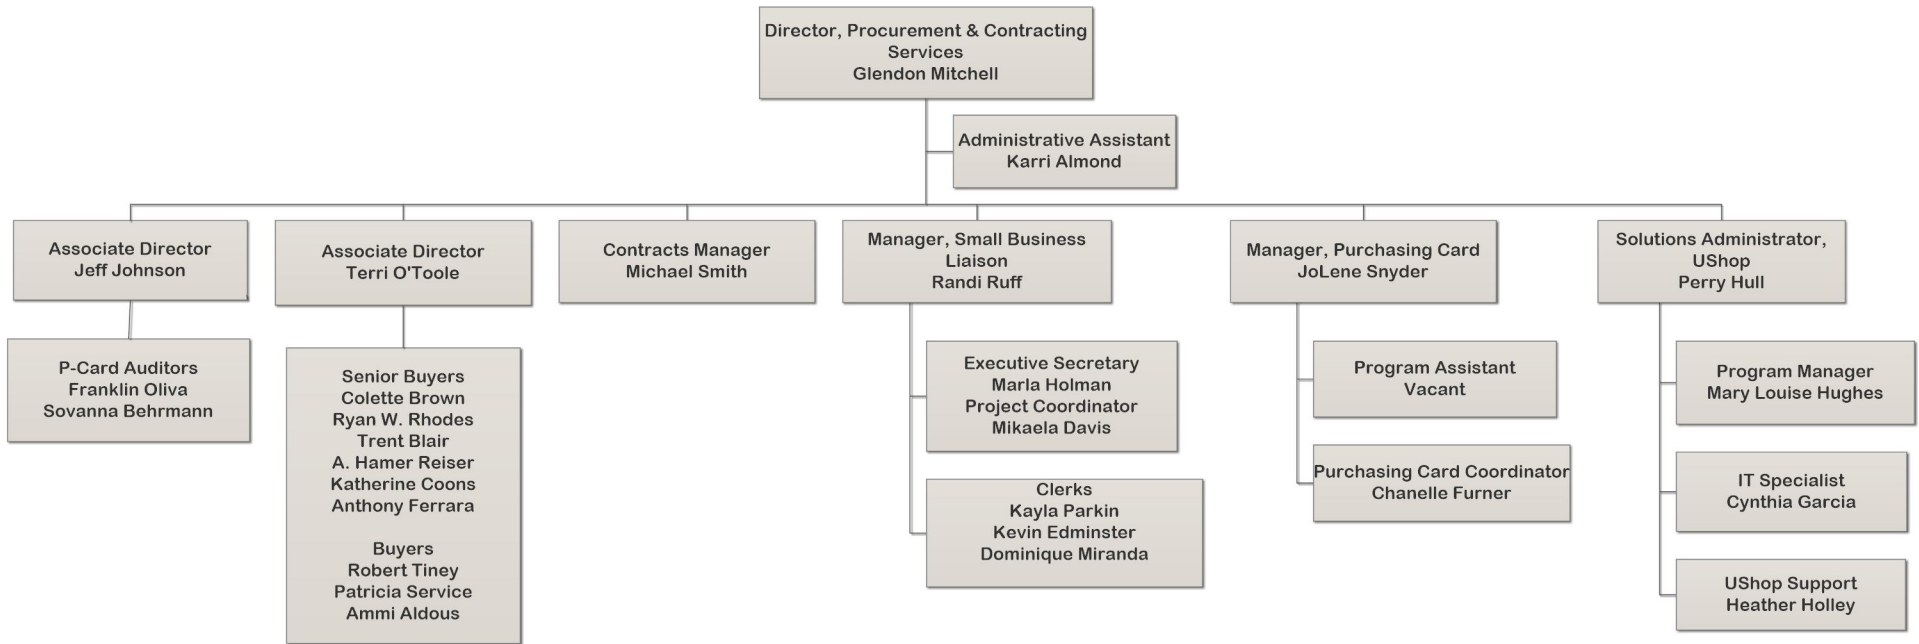 Director, Procurement & Contracting
Services
Glendon Mitchell
Administrative Assistant
Karri Almond
Associate Director
Jeff Johnson
Associate Director
Terri O'Toole
Contracts Manager
Michael Smith
Manager, Small Business
Liaison
Randi Ruff
Manager, Purchasing Card
JoLene Snyder
Solutions Administrator,
UShop
Perry Hull
P-Card Auditors
Franklin Oliva
Sovanna Behrmann
Senior Buyers
Colette Brown
Ryan W. Rhodes
Trent Blair
A. Hamer Reiser
Katherine Coons
Anthony Ferrara
Buyers
Robert Tiney
Patricia Service
Ammi Aldous
Executive Secretary
Marla Holman
Project Coordinator
Mikaela Davis
Clerks
Kayla Parkin
Kevin Edminster
Dominique Miranda
Program Assistant
Vacant
Purchasing Card Coordinator
Chanelle Furner
Program Manager
Mary Louise Hughes
IT Specialist
Cynthia Garcia
UShop Support
Heather Holley